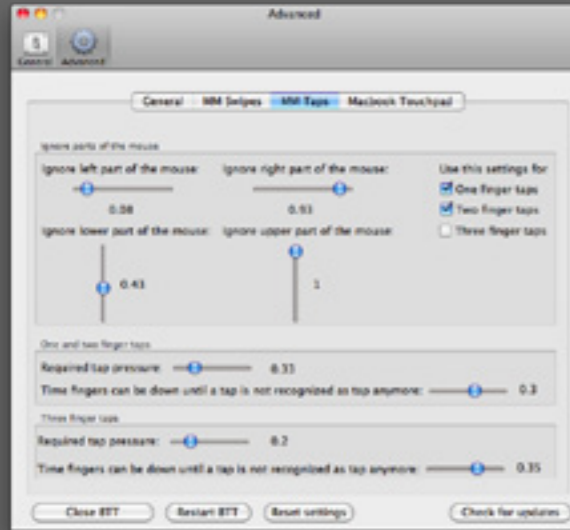 Advanced
General Advanced
General MM Swipes MM Taps Macbook Touchpad
Ignore parts of the mouse
Ignore left part of the mouse: Ignore right part of the mouse: Use this settings for
0.08 0.93 One finger taps
Two finger taps
Ignore lower part of the mouse: Ignore upper part of the mouse: Three finger taps
0.43 1
One and two finger taps
Required tap pressure: 0.33
Time fingers can be down until a tap is not recognized as tap anymore: 0.3
Three finger taps
Required tap pressure: 0.2
Time fingers can be down until a tap is not recognized as tap anymore: 0.35
Close BTT Restart BTT Reset settings Check for updates